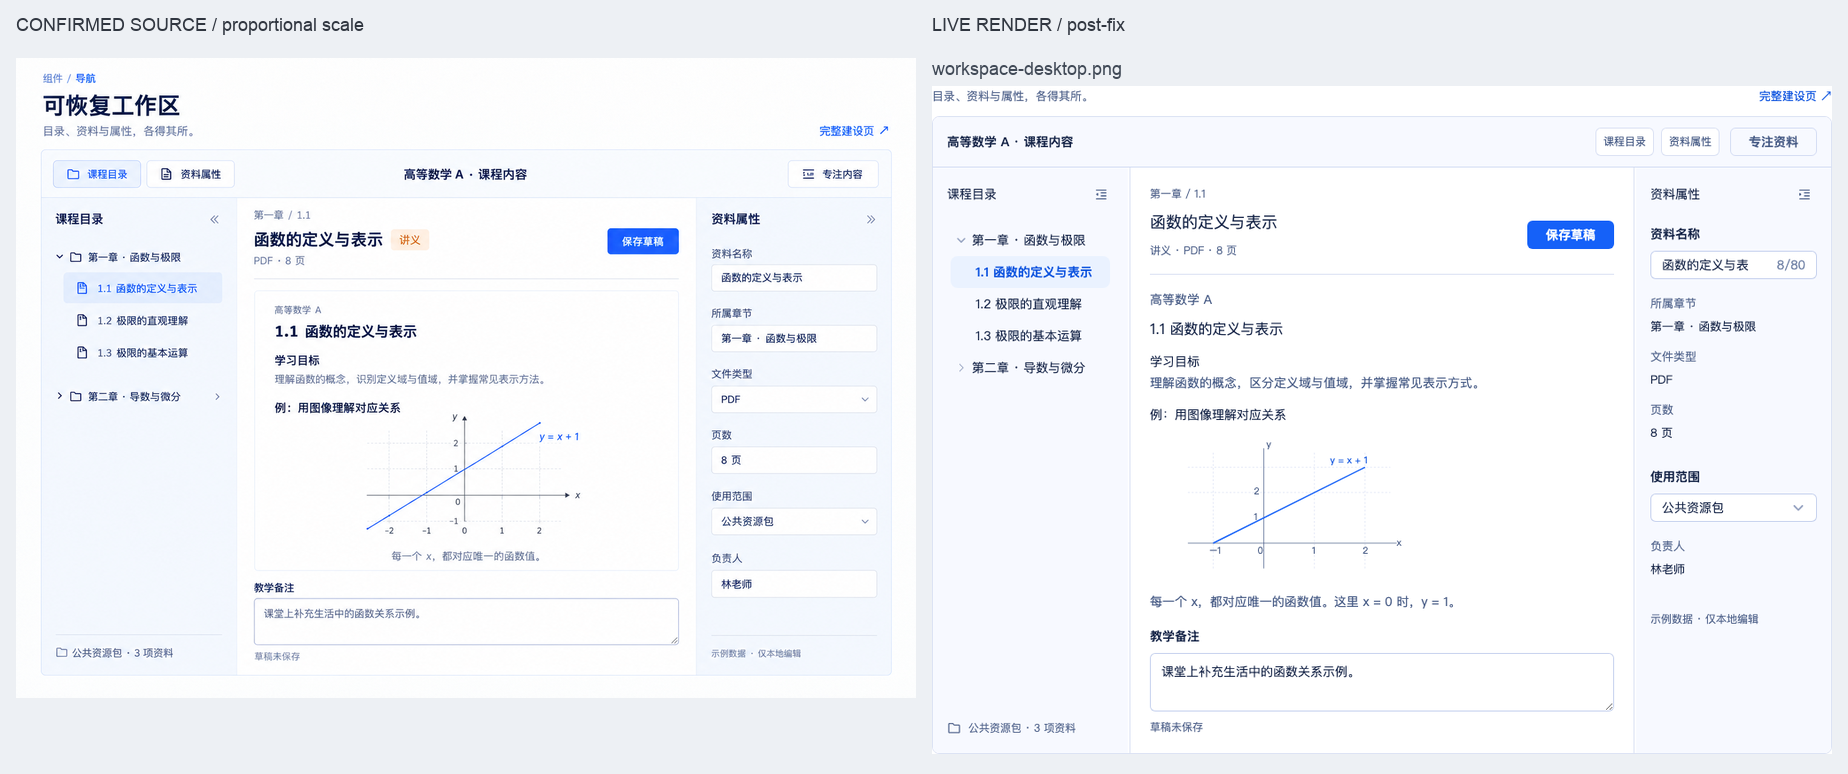 CONFIRMED SOURCE / proportional scale
组件 / 导航
可恢复工作区
目录、资料与属性，各得其所。
完整建设页 ↗
课程目录
资料属性
高等数学 A · 课程内容
专注内容
课程目录
第一章 · 函数与极限
1.1 函数的定义与表示
1.2 极限的直观理解
1.3 极限的基本运算
第二章 · 导数与微分
公共资源包 · 3 项资料
第一章 / 1.1
函数的定义与表示 讲义
PDF · 8 页
保存草稿
高等数学 A
1.1 函数的定义与表示
学习目标
理解函数的概念，识别定义域与值域，并掌握常见表示方法。
例：用图像理解对应关系
y
y = x + 1
2
1
x
0
−1
−2 −1 0 1 2
每一个 x，都对应唯一的函数值。
教学备注
课堂上补充生活中的函数关系示例。
草稿未保存
资料属性
资料名称
函数的定义与表示
所属章节
第一章 · 函数与极限
文件类型
PDF
页数
8 页
使用范围
公共资源包
负责人
林老师
示例数据 · 仅本地编辑
LIVE RENDER / post-fix
workspace-desktop.png
目录、资料与属性，各得其所。
完整建设页 ↗
高等数学 A · 课程内容
课程目录
资料属性
专注资料
课程目录
第一章 · 函数与极限
1.1 函数的定义与表示
1.2 极限的直观理解
1.3 极限的基本运算
第二章 · 导数与微分
公共资源包 · 3 项资料
第一章 / 1.1
函数的定义与表示
讲义 · PDF · 8 页
保存草稿
高等数学 A
1.1 函数的定义与表示
学习目标
理解函数的概念，区分定义域与值域，并掌握常见表示方式。
例：用图像理解对应关系
y
y = x + 1
2
1
x
−1 0 1 2
每一个 x，都对应唯一的函数值。这里 x = 0 时，y = 1。
教学备注
课堂上补充生活中的函数关系示例。
草稿未保存
资料属性
资料名称
函数的定义与表 8/80
所属章节
第一章 · 函数与极限
文件类型
PDF
页数
8 页
使用范围
公共资源包
负责人
林老师
示例数据 · 仅本地编辑